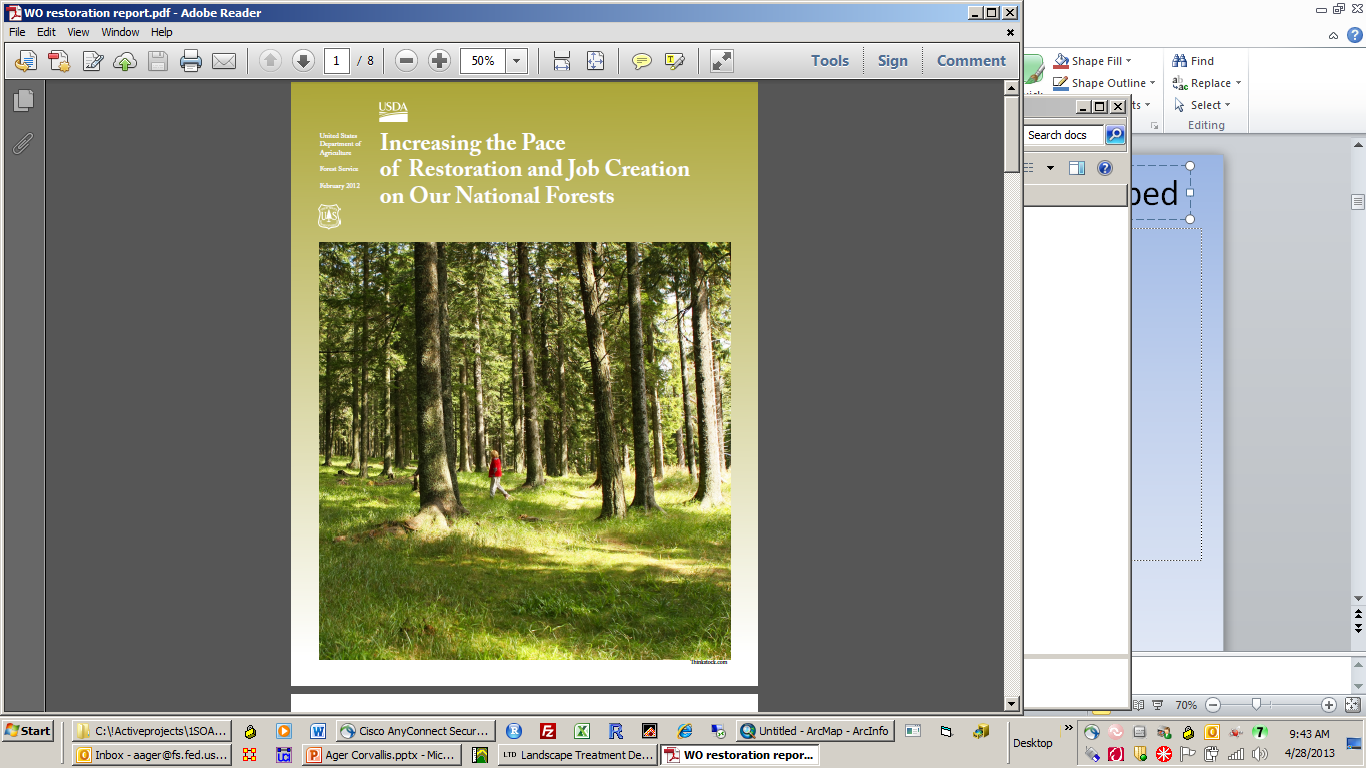 WO restoration report.pdf - Adobe Reader
File Edit View Window Help
1 / 8 50% Tools Sign Comment
USDA
United States
Department of
Agriculture
Forest Service
February 2012
Increasing the Pace
of Restoration and Job Creation
on Our National Forests
Thinkstock.com
Shape Fill
Shape Outline
Find
Replace
Select
Editing
Search docs
70%
Start
C:\!Activeprojects\1SOA...
Cisco AnyConnect Secur...
Untitled - ArcMap - ArcInfo
Inbox - aager@fs.fed.us...
Ager Corvallis.pptx - Mic...
LTD Landscape Treatment De...
WO restoration repor...
Desktop
9:43 AM
4/28/2013